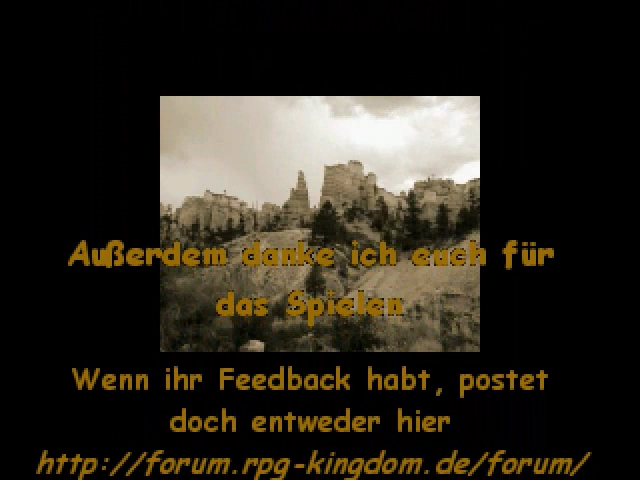 Außerdem danke ich euch für
das Spielen
Wenn ihr Feedback habt, postet
doch entweder hier
http://forum.rpg-kingdom.de/forum/